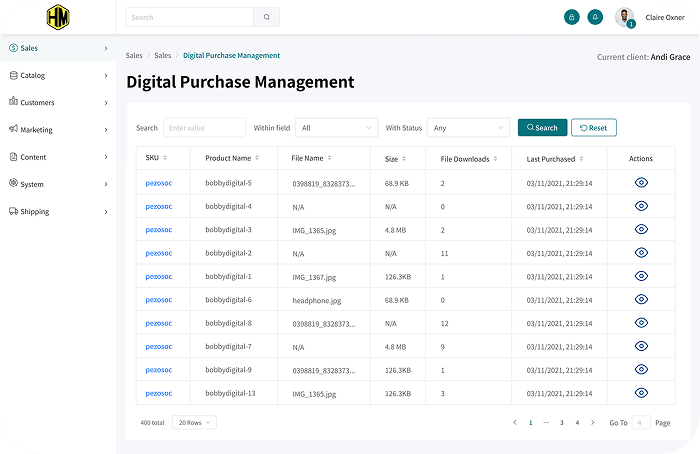 HM
Search
1
Claire Oxner
Sales
Catalog
Customers
Marketing
Content
System
Shipping
Sales > Sales > Digital Purchase Management
Current client: Andi Grace
Digital Purchase Management
Search Enter value Within field All With Status Any Search Reset
SKU Product Name File Name Size File Downloads Last Purchased Actions
pezosoc bobbydigital-5 0398819_8328373... 68.9 KB 2 03/11/2021, 21:29:14
pezosoc bobbydigital-4 N/A N/A 0 03/11/2021, 21:29:14
pezosoc bobbydigital-3 IMG_1365.jpg 4.8 MB 2 03/11/2021, 21:29:14
pezosoc bobbydigital-2 N/A N/A 11 03/11/2021, 21:29:14
pezosoc bobbydigital-1 IMG_1367.jpg 126.3KB 1 03/11/2021, 21:29:14
pezosoc bobbydigital-6 headphone.jpg 68.9 KB 0 03/11/2021, 21:29:14
pezosoc bobbydigital-8 0398819_8328373... N/A 12 03/11/2021, 21:29:14
pezosoc bobbydigital-7 N/A 4.8 MB 9 03/11/2021, 21:29:14
pezosoc bobbydigital-9 0398819_8328373... 126.3KB 1 03/11/2021, 21:29:14
pezosoc bobbydigital-13 IMG_1365.jpg 126.3KB 3 03/11/2021, 21:29:14
400 total 20 Rows < 1 ··· 3 4 > Go To 4 Page